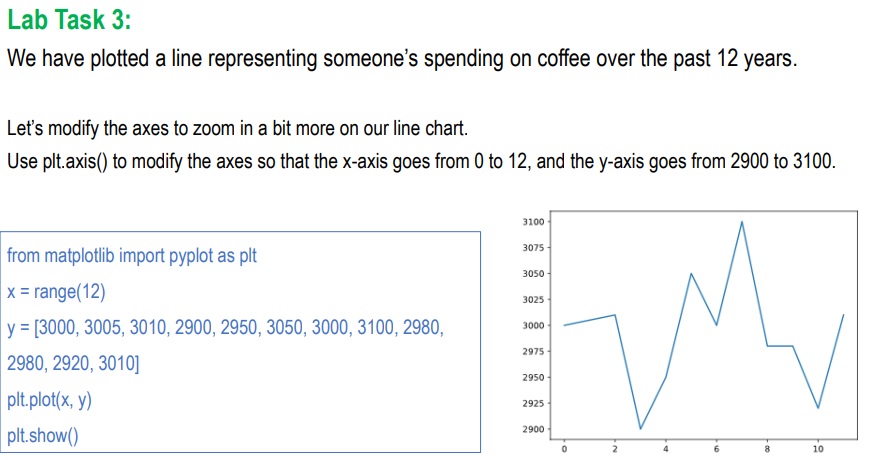 Lab Task 3:
We have plotted a line representing someone’s spending on coffee over the past 12 years.
Let’s modify the axes to zoom in a bit more on our line chart.
Use plt.axis() to modify the axes so that the x-axis goes from 0 to 12, and the y-axis goes from 2900 to 3100.
from matplotlib import pyplot as plt
x = range(12)
y = [3000, 3005, 3010, 2900, 2950, 3050, 3000, 3100, 2980,
2980, 2920, 3010]
plt.plot(x, y)
plt.show()
3100
3075
3050
3025
3000
2975
2950
2925
2900
0 2 4 6 8 10